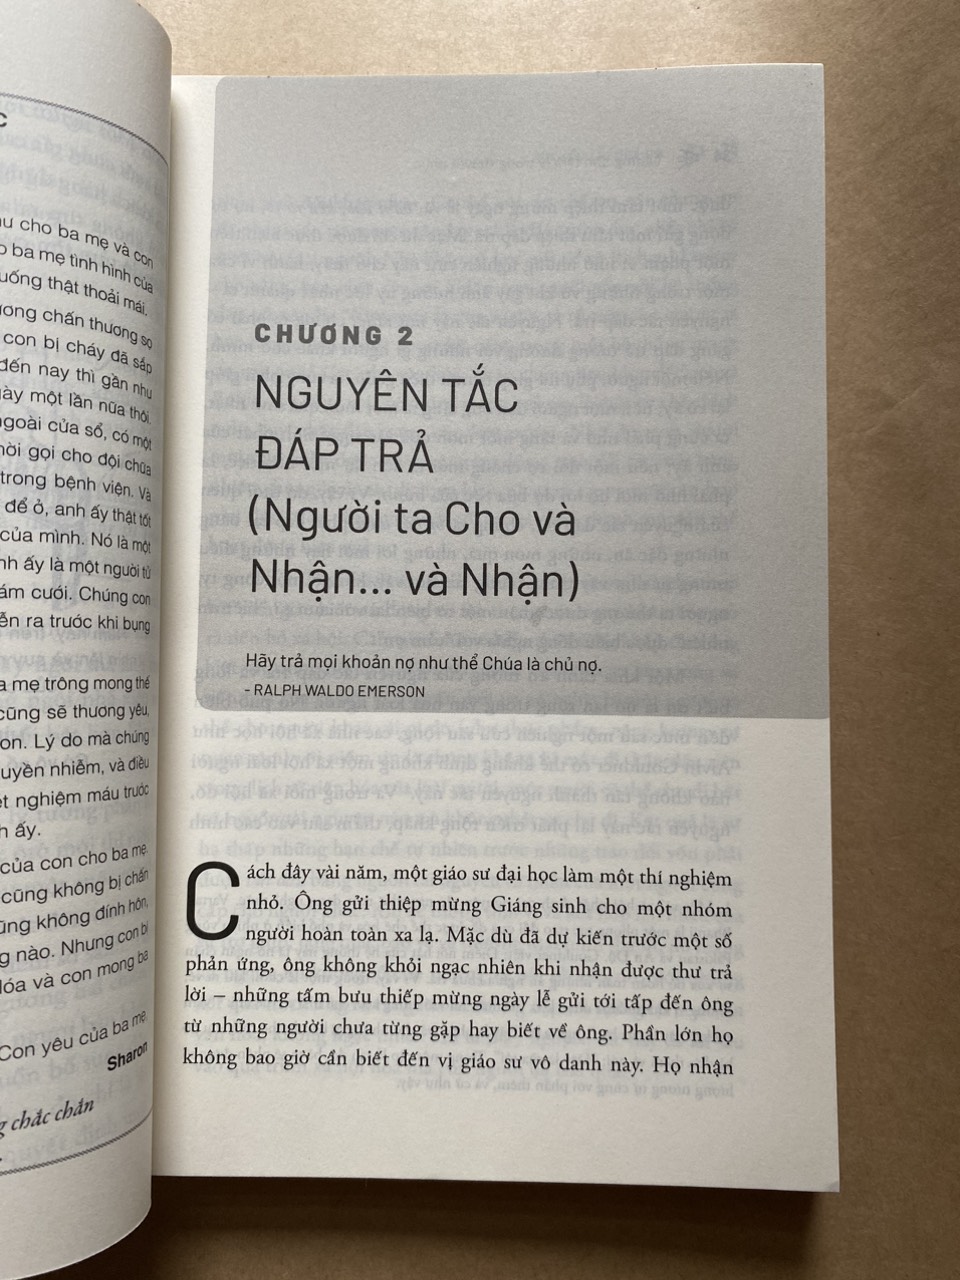 C
cho ba mẹ và con
ba mẹ tình hình của
thật thoải mái.
chấn thương sọ
con bị cháy đã sắp
đến nay thì gần như
một lần nữa thôi.
ngoài cửa sổ, có một
gọi cho đội chữa
trong bệnh viện. Và
để ở, anh ấy thật tốt
của mình. Nó là một
ấy là một người tử
cưới. Chúng con
ra trước khi bụng
mẹ trông mong thế
cũng sẽ thương yêu,
Lý do mà chúng
truyền nhiễm, và điều
nghiệm máu trước
ấy.
của con cho ba mẹ.
cũng không bị chấn
không đính hôn,
nào. Nhưng con bị
và con mong ba
Con yêu của ba mẹ
Sharon
chắc chắn
CHƯƠNG 2
NGUYÊN TẮC
ĐÁP TRẢ
(Người ta Cho và
Nhận... và Nhận)
Hãy trả mọi khoản nợ như thể Chúa là chủ nợ.
- RALPH WALDO EMERSON
Cách đây vài năm, một giáo sư đại học làm một thí nghiệm
nhỏ. Ông gửi thiệp mừng Giáng sinh cho một nhóm
người hoàn toàn xa lạ. Mặc dù đã dự kiến trước một số
phản ứng, ông không khỏi ngạc nhiên khi nhận được thư trả
lời – những tấm bưu thiếp mừng ngày lễ gửi tới tấp đến ông
từ những người chưa từng gặp hay biết về ông. Phần lớn họ
không bao giờ cần biết đến vị giáo sư vô danh này. Họ nhận